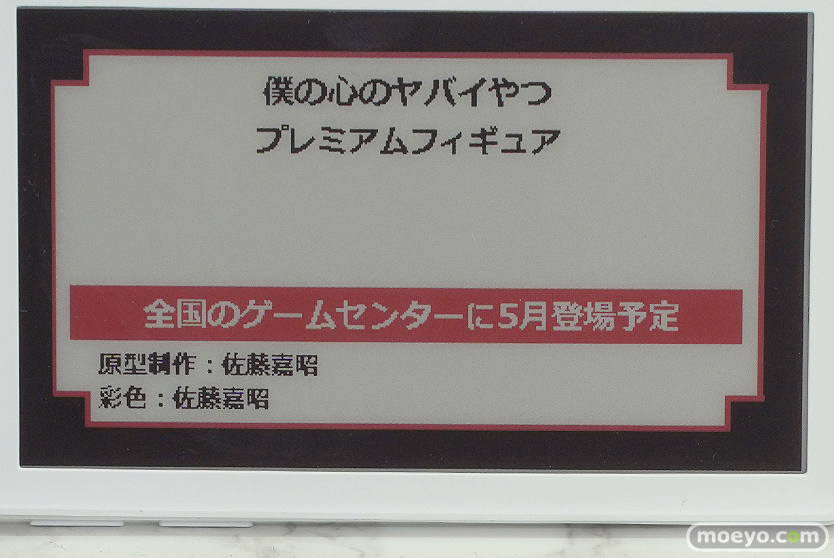 僕の心のヤバイやつ
プレミアムフィギュア
全国のゲームセンターに5月登場予定
原型制作：佐藤嘉昭
彩色：佐藤嘉昭
moeyo.com